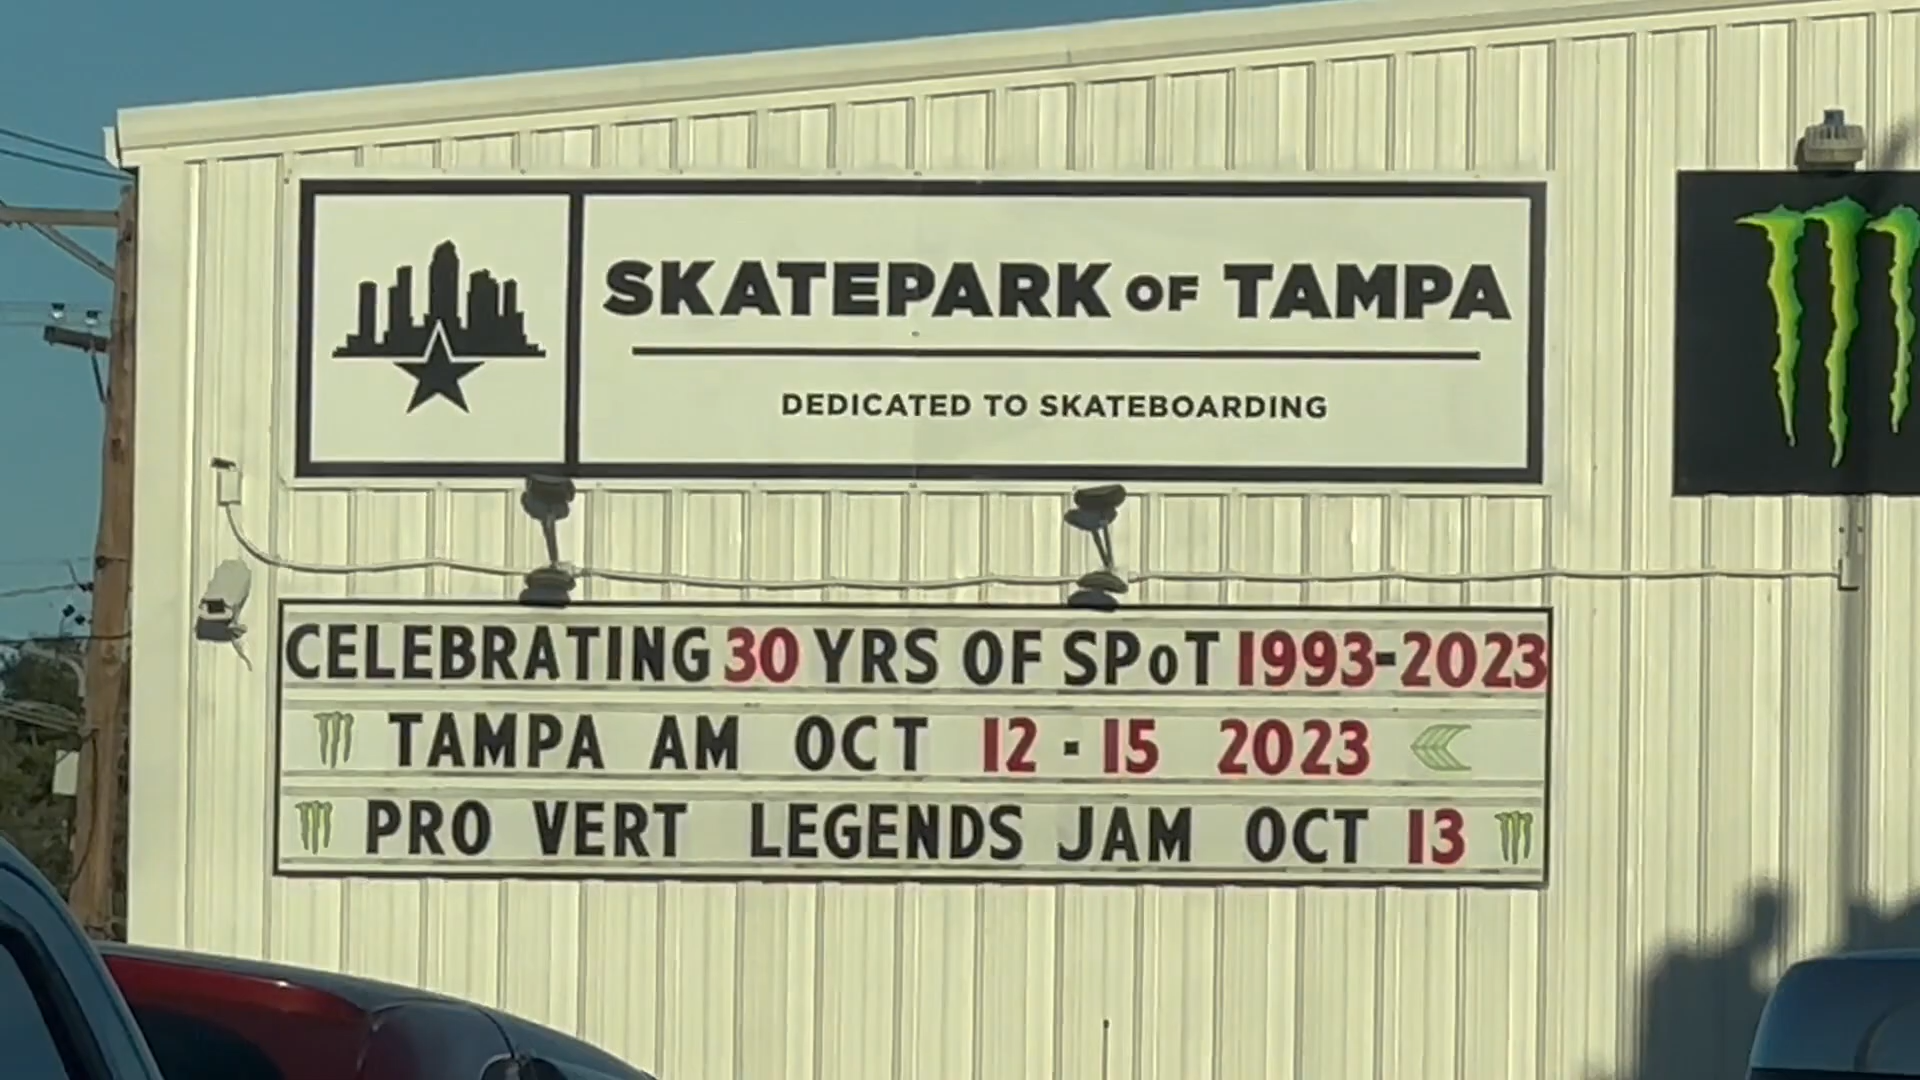 SKATEPARK OF TAMPA
DEDICATED TO SKATEBOARDING
CELEBRATING 30 YRS OF SPoT 1993-2023
TAMPA AM OCT 12 - 15 2023
PRO VERT LEGENDS JAM OCT 13